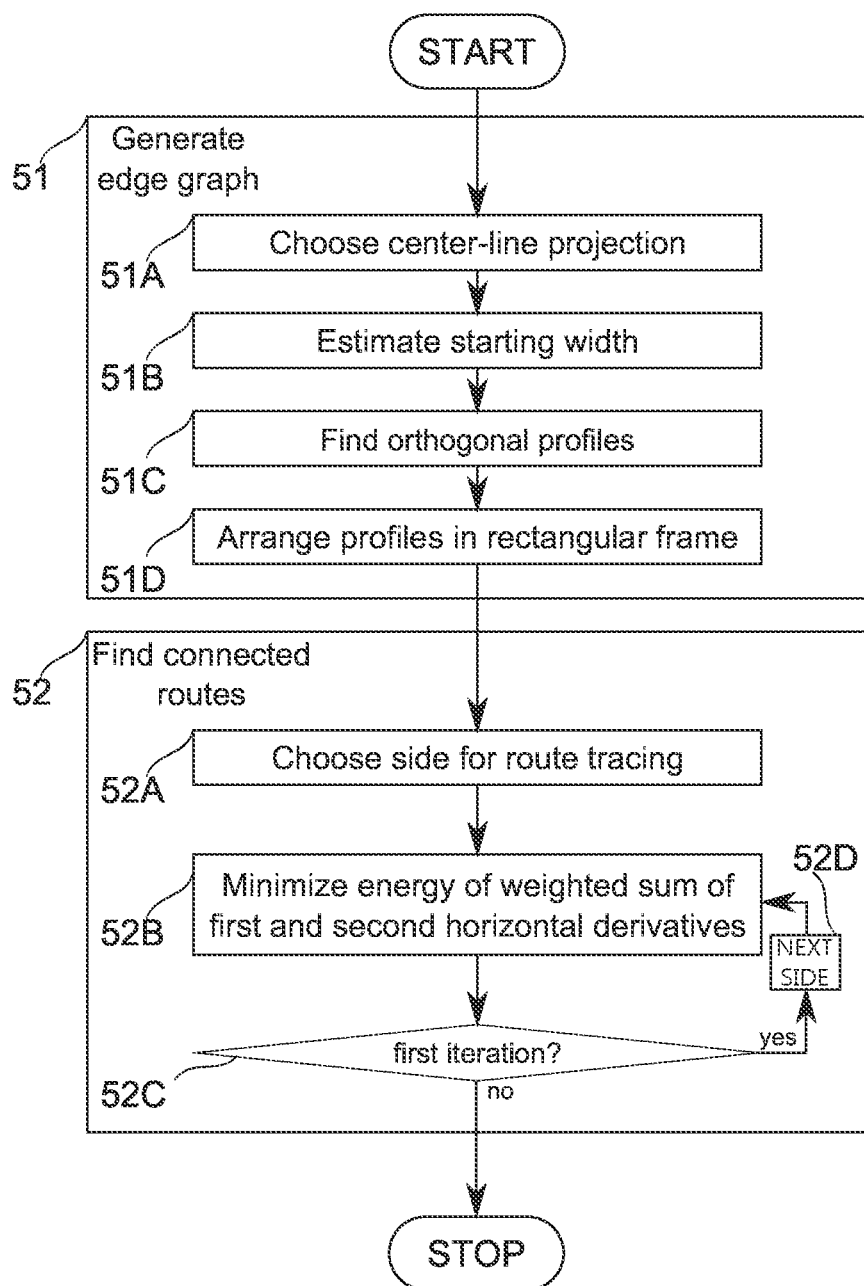 START
Generate
51
edge graph
Choose center-line projection
51A
Estimate starting width
51B
Find orthogonal profiles
51C
Arrange profiles in rectangular frame
51D
Find connected
52
routes
Choose side for route tracing
52A
52D
Minimize energy of weighted sum of
52B
first and second horizontal derivatives
NEXT
SIDE
first iteration?
yes
52C
no
STOP